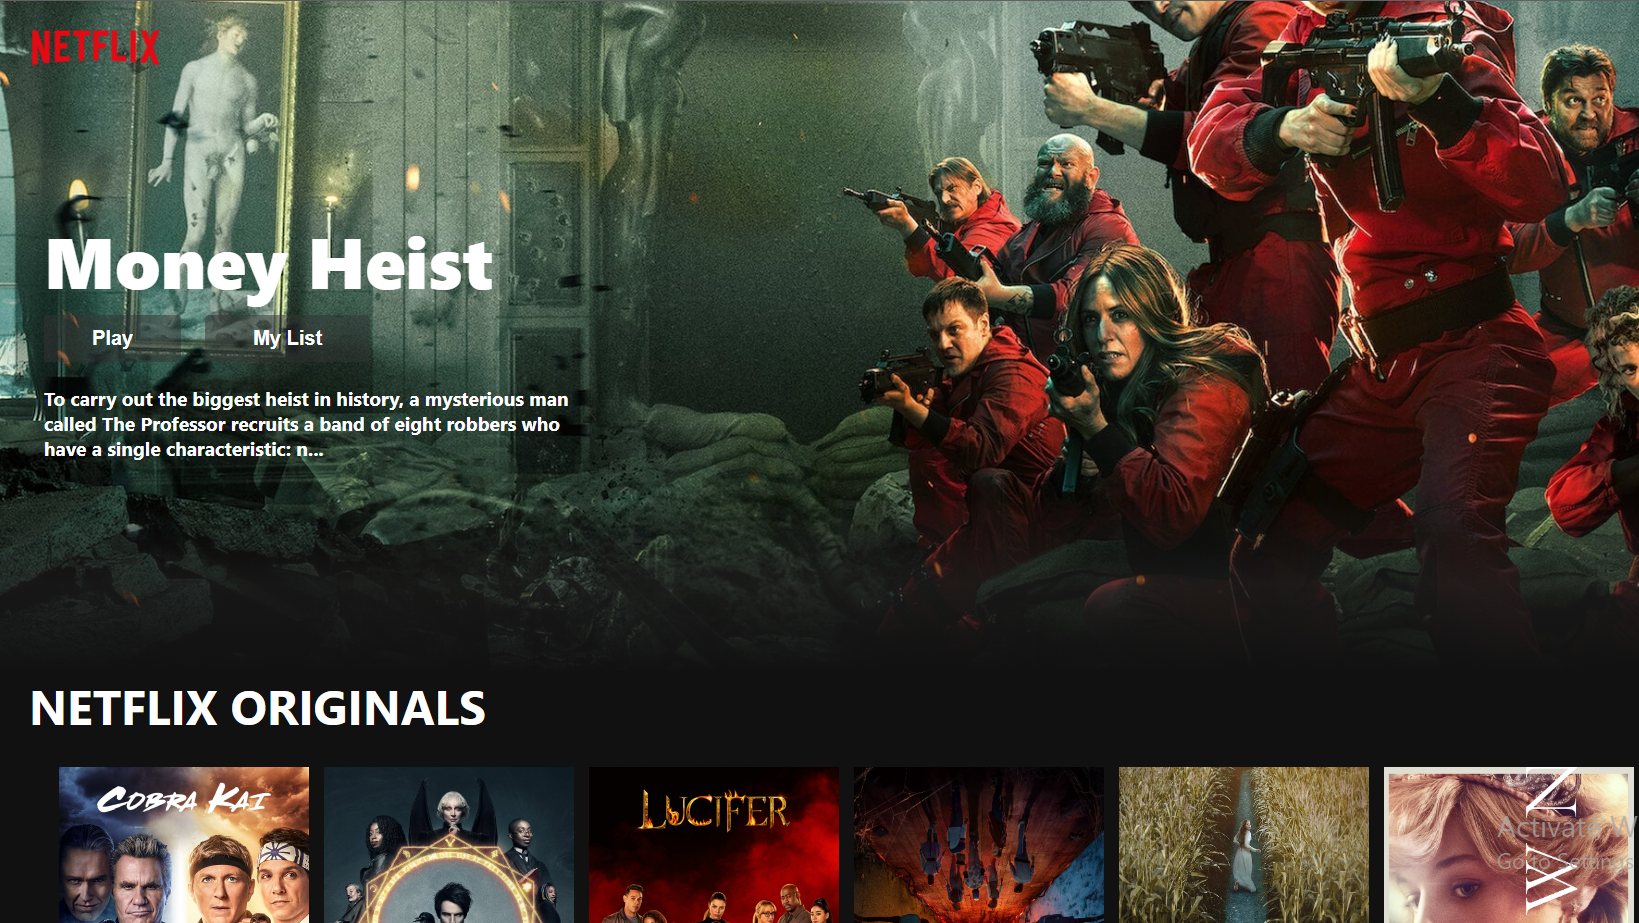 NETFLIX
Money Heist
Play
My List
To carry out the biggest heist in history, a mysterious man
called The Professor recruits a band of eight robbers who
have a single characteristic: n...
NETFLIX ORIGINALS
COBRA KAI
LUCIFER
WN
Activate W
Go to Settings